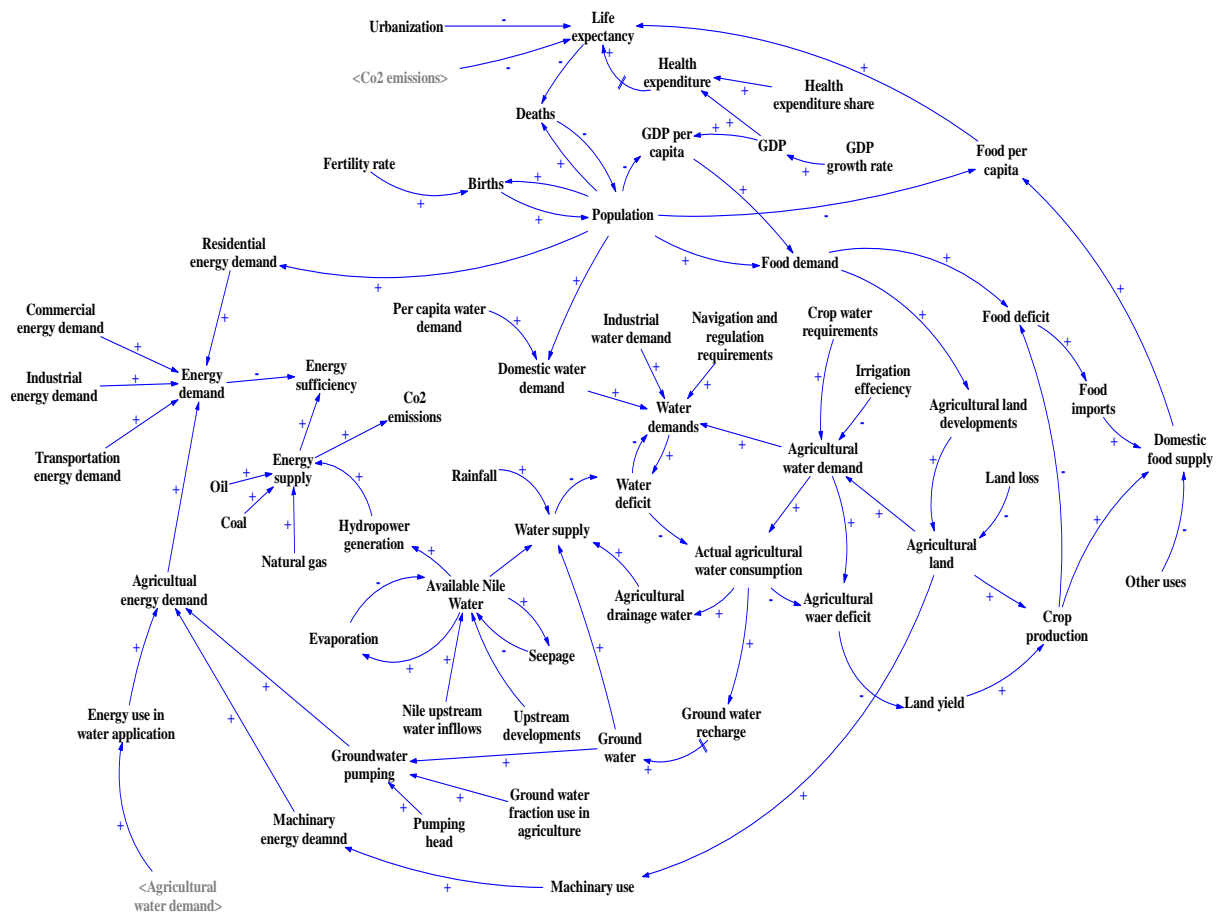 Life
expectancy
Urbanization
<Co2 emissions>
Health
expenditure
Health
expenditure share
Deaths
GDP per
capita
GDP
GDP
growth rate
Food per
capita
Fertility rate
Births
Population
Residential
energy demand
Food demand
Commercial
energy demand
Per capita water
demand
Industrial
water demand
Navigation and
regulation
requirements
Crop water
requirements
Food deficit
Industrial
energy demand
Energy
demand
Energy
sufficiency
Domestic water
demand
Irrigation
effeciency
Food
imports
Co2
emissions
Water
demands
Agricultural land
developments
Transportation
energy demand
Energy
supply
Agricultural
water demand
Domestic
food supply
Oil
Rainfall
Water
deficit
Land loss
Coal
Hydropower
generation
Water supply
Natural gas
Actual agricultural
water consumption
Agricultural
land
Agricultual
energy demand
Available Nile
Water
Agricultural
drainage water
Agricultural
waer deficit
Other uses
Evaporation
Seepage
Crop
production
Energy use in
water application
Nile upstream
water infllows
Upstream
developments
Ground
water
Ground water
recharge
Land yield
Groundwater
pumping
Ground water
fraction use in
agriculture
Machinary
energy deamnd
Pumping
head
<Agricultural
water demand>
Machinary use